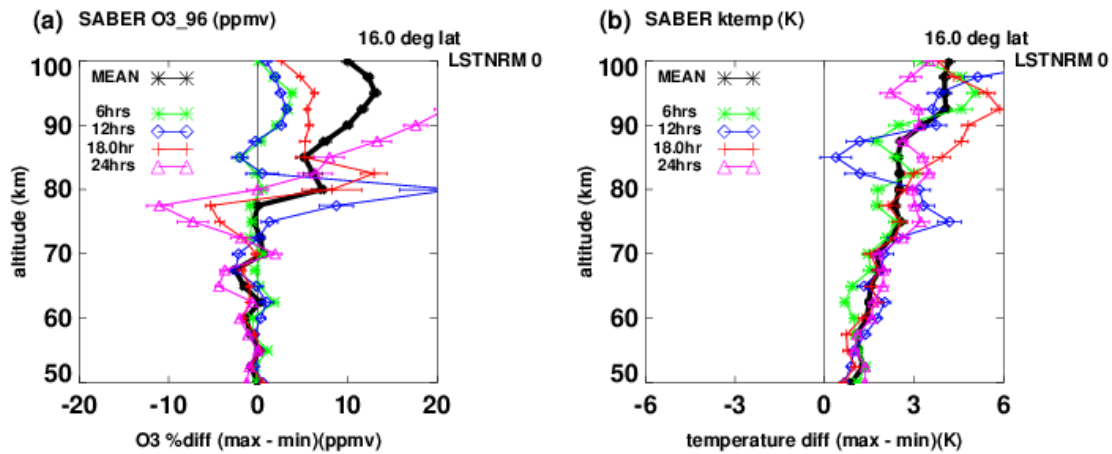 (a) SABER O3_96 (ppmv)
16.0 deg lat
LSTNRM 0
MEAN
6hrs
12hrs
18.0hr
24hrs
100
90
80
70
60
50
altitude (km)
-20 -10 0 10 20
O3 %diff (max - min)(ppmv)
(b) SABER ktemp (K)
16.0 deg lat
LSTNRM 0
MEAN
6hrs
12hrs
18.0hr
24hrs
100
90
80
70
60
50
altitude (km)
-6 0 3 6
temperature diff (max - min)(K)